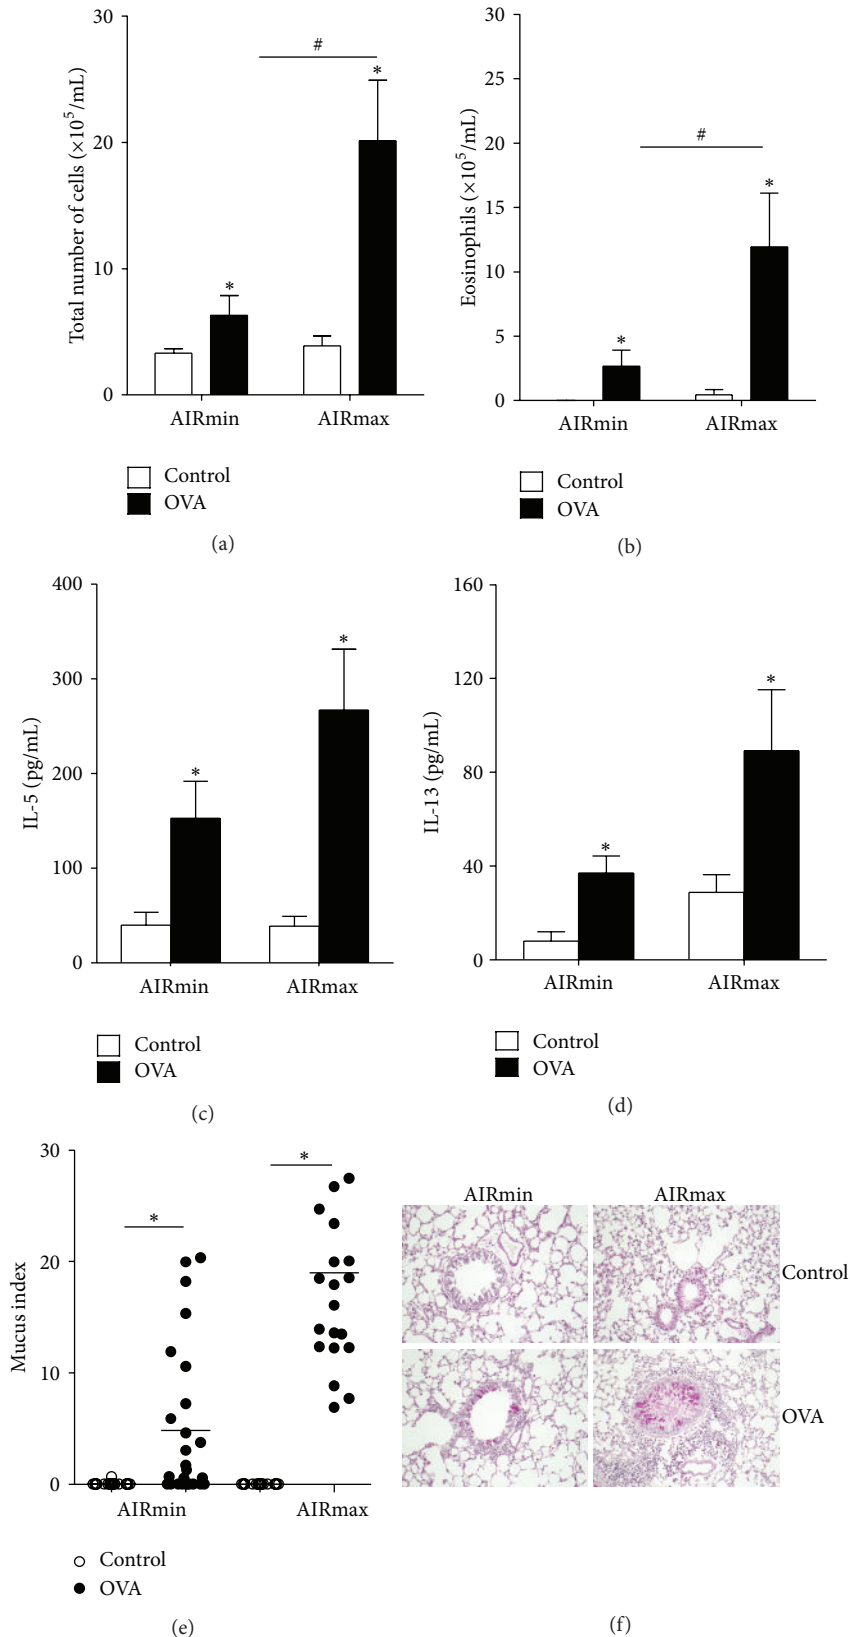 Total number of cells (×10⁵/mL)
30
20
10
0
#
*
*
AIRmin
AIRmax
Control
OVA
(a)
Eosinophils (×10⁵/mL)
30
25
20
15
10
5
0
#
*
*
AIRmin
AIRmax
Control
OVA
(b)
IL-5 (pg/mL)
400
300
200
100
0
*
*
AIRmin
AIRmax
Control
OVA
(c)
IL-13 (pg/mL)
160
120
80
40
0
*
*
AIRmin
AIRmax
Control
OVA
(d)
Mucus index
30
20
10
0
*
*
AIRmin
AIRmax
Control
OVA
(e)
AIRmin
AIRmax
Control
OVA
(f)